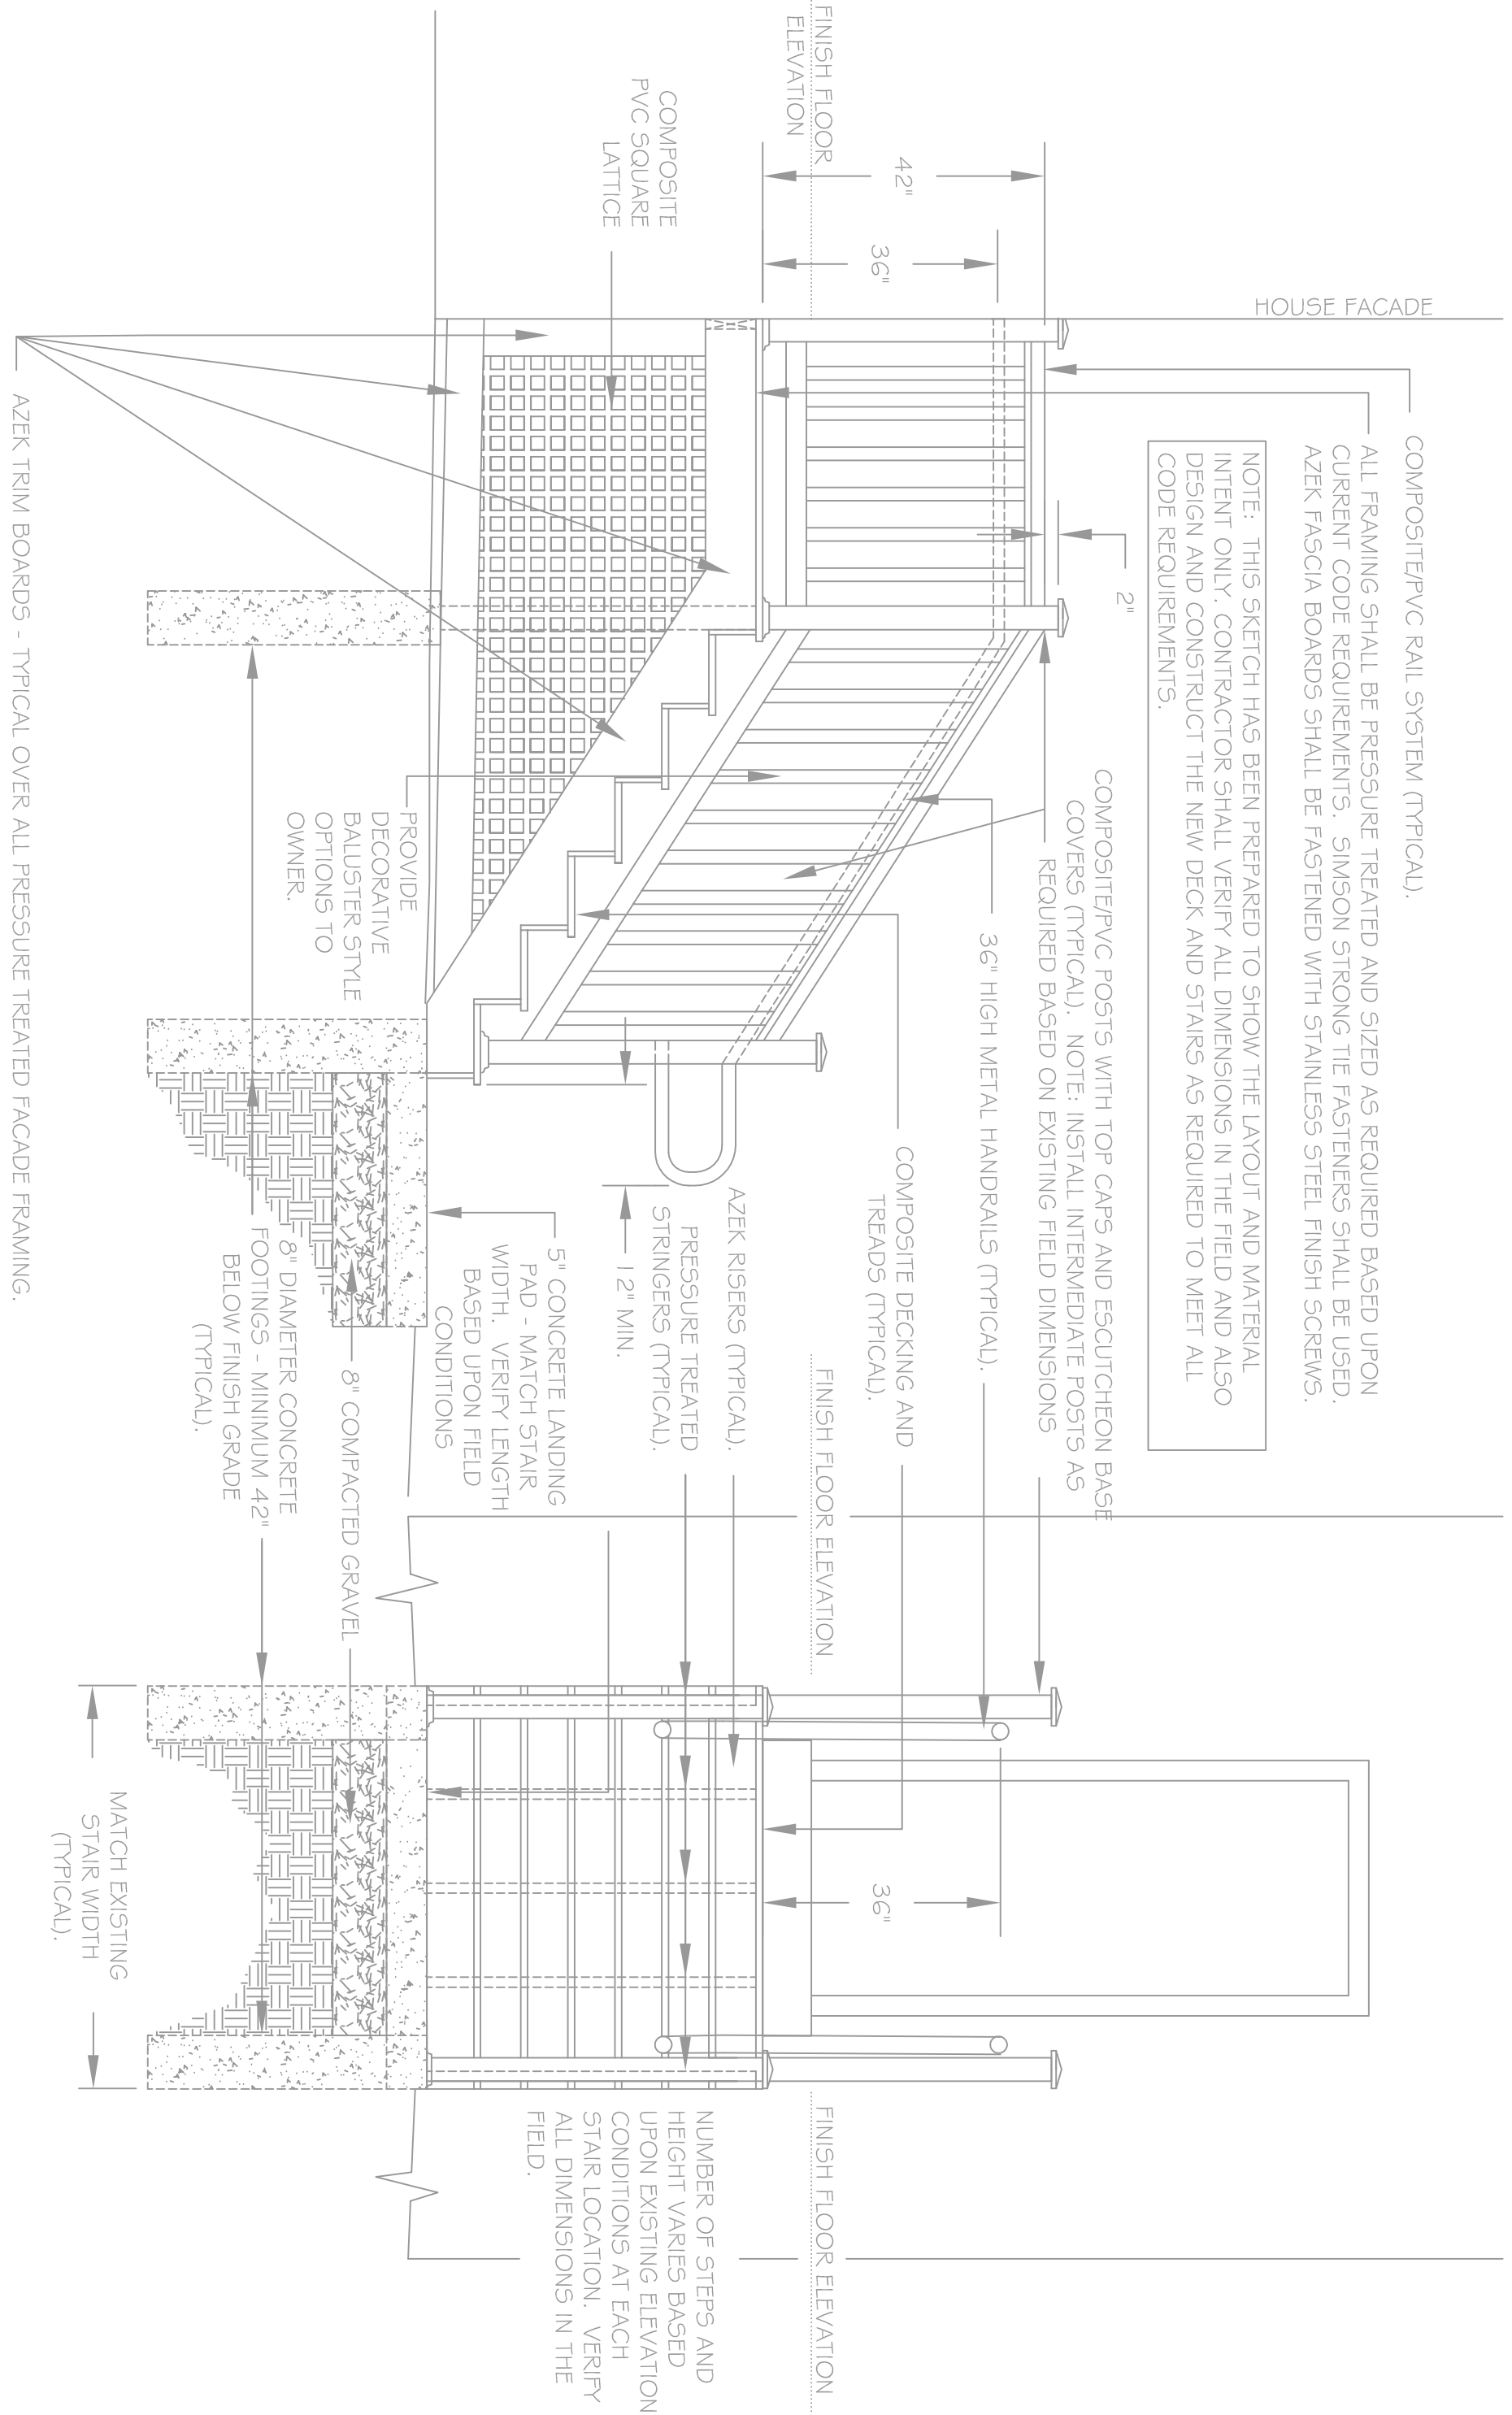 HOUSE FACADE
COMPOSITE/PVC RAIL SYSTEM (TYPICAL).
ALL FRAMING SHALL BE PRESSURE TREATED AND SIZED AS REQUIRED BASED UPON
CURRENT CODE REQUIREMENTS. SIMSON STRONG TIE FASTENERS SHALL BE USED.
AZEK FASCIA BOARDS SHALL BE FASTENED WITH STAINLESS STEEL FINISH SCREWS.
NOTE: THIS SKETCH HAS BEEN PREPARED TO SHOW THE LAYOUT AND MATERIAL
INTENT ONLY. CONTRACTOR SHALL VERIFY ALL DIMENSIONS IN THE FIELD AND ALSO
DESIGN AND CONSTRUCT THE NEW DECK AND STAIRS AS REQUIRED TO MEET ALL
CODE REQUIREMENTS.
2"
COMPOSITE/PVC POSTS WITH TOP CAPS AND ESCUTCHEON BASE
COVERS (TYPICAL). NOTE: INSTALL INTERMEDIATE POSTS AS
REQUIRED BASED ON EXISTING FIELD DIMENSIONS
36" HIGH METAL HANDRAILS (TYPICAL).
COMPOSITE DECKING AND
TREADS (TYPICAL).
42"
36"
FINISH FLOOR
ELEVATION
FINISH FLOOR ELEVATION
FINISH FLOOR ELEVATION
36"
AZEK RISERS (TYPICAL).
PRESSURE TREATED
STRINGERS (TYPICAL).
12" MIN.
COMPOSITE
PVC SQUARE
LATTICE
5" CONCRETE LANDING
PAD - MATCH STAIR
WIDTH. VERIFY LENGTH
BASED UPON FIELD
CONDITIONS
NUMBER OF STEPS AND
HEIGHT VARIES BASED
UPON EXISTING ELEVATION
CONDITIONS AT EACH
STAIR LOCATION. VERIFY
ALL DIMENSIONS IN THE
FIELD.
PROVIDE
DECORATIVE
BALUSTER STYLE
OPTIONS TO
OWNER.
8" COMPACTED GRAVEL
8" DIAMETER CONCRETE
FOOTINGS - MINIMUM 42"
BELOW FINISH GRADE
(TYPICAL).
MATCH EXISTING
STAIR WIDTH
(TYPICAL).
AZEK TRIM BOARDS - TYPICAL OVER ALL PRESSURE TREATED FACADE FRAMING.